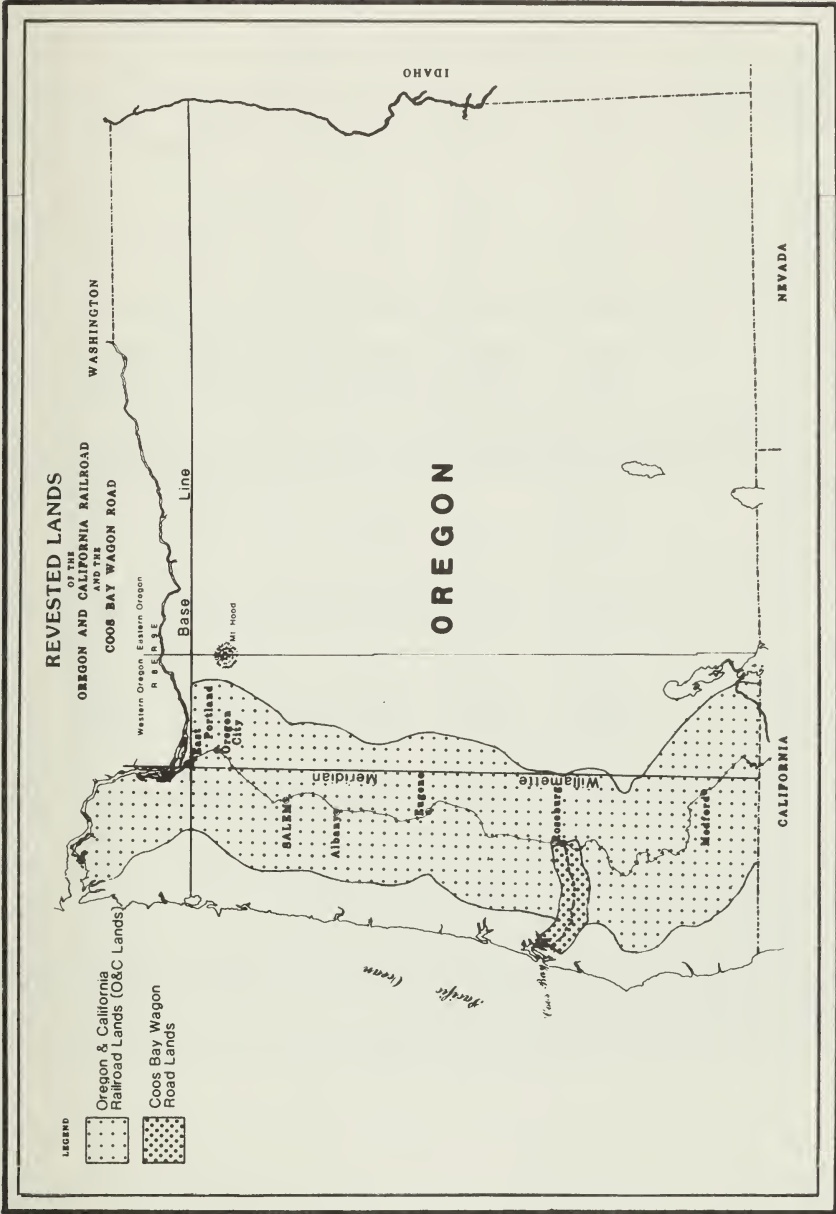 REVESTED LANDS
OF THE
OREGON AND CALIFORNIA RAILROAD
AND THE
COOS BAY WAGON ROAD
LEGEND
Oregon & California
Railroad Lands (O&C Lands)
Coos Bay Wagon
Road Lands
WASHINGTON
Western Oregon
Eastern Oregon
R 8 E
R 9 E
Base Line
Mt Hood
East
Portland
Oregon
City
IDAHO
SALEM
Albany
Meridian
Eugene
OREGON
Pacific Ocean
Willamette
Roseburg
Coos Bay
Medford
CALIFORNIA
NEVADA